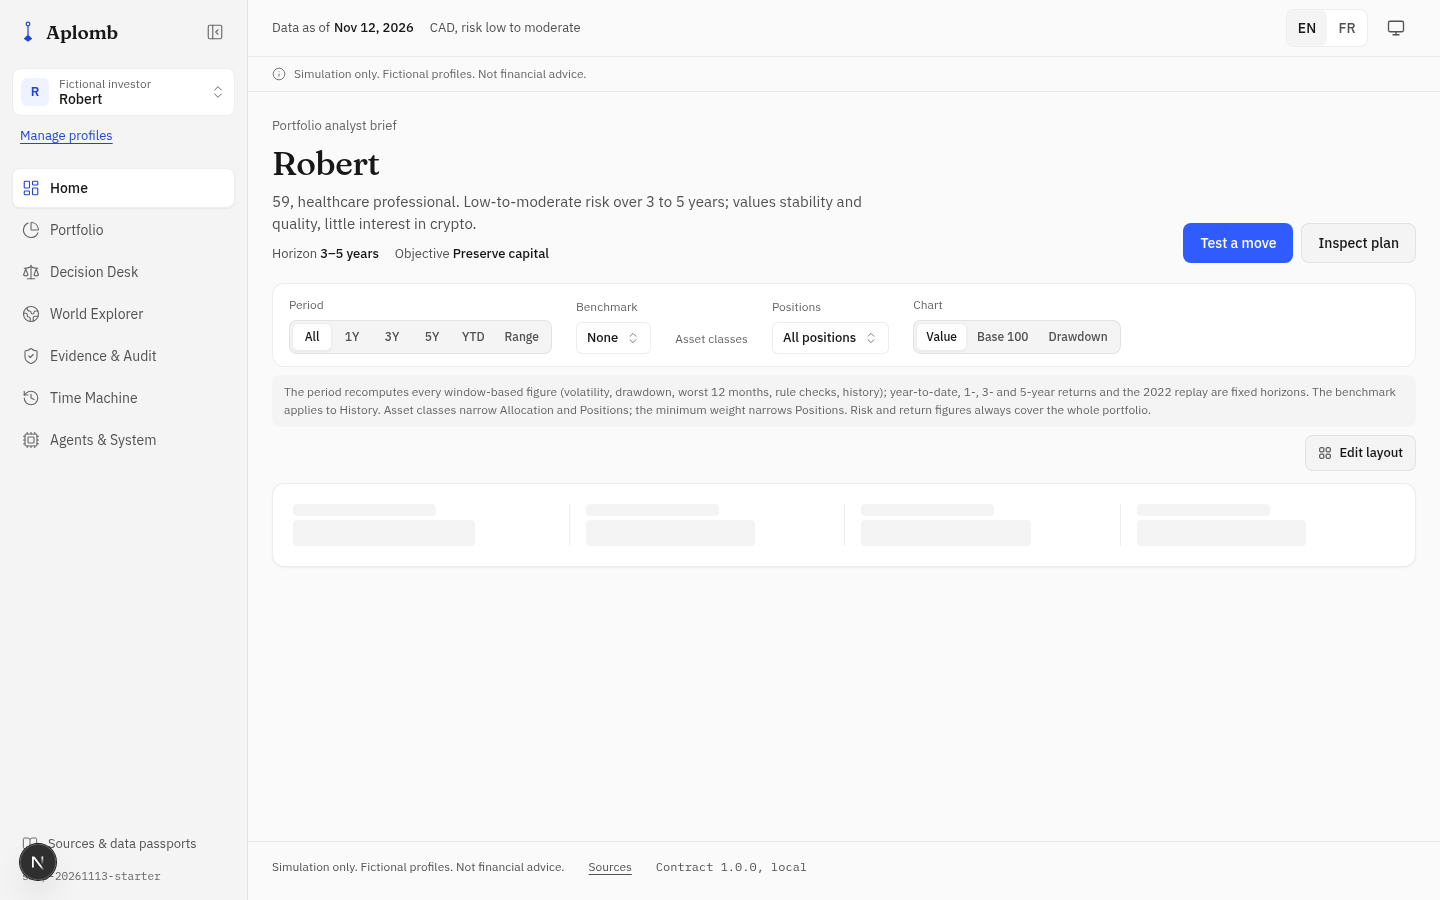 Aplomb
R
Fictional investor
Robert
Manage profiles
Home
Portfolio
Decision Desk
World Explorer
Evidence & Audit
Time Machine
Agents & System
Sources & data passports
-20261113-starter
N
Data as of Nov 12, 2026 CAD, risk low to moderate
EN FR
Simulation only. Fictional profiles. Not financial advice.
Portfolio analyst brief
Robert
59, healthcare professional. Low-to-moderate risk over 3 to 5 years; values stability and
quality, little interest in crypto.
Horizon 3–5 years Objective Preserve capital
Test a move
Inspect plan
Period
All 1Y 3Y 5Y YTD Range
Benchmark
None
Asset classes
Positions
All positions
Chart
Value Base 100 Drawdown
The period recomputes every window-based figure (volatility, drawdown, worst 12 months, rule checks, history); year-to-date, 1-, 3- and 5-year returns and the 2022 replay are fixed horizons. The benchmark
applies to History. Asset classes narrow Allocation and Positions; the minimum weight narrows Positions. Risk and return figures always cover the whole portfolio.
Edit layout
Simulation only. Fictional profiles. Not financial advice. Sources Contract 1.0.0, local